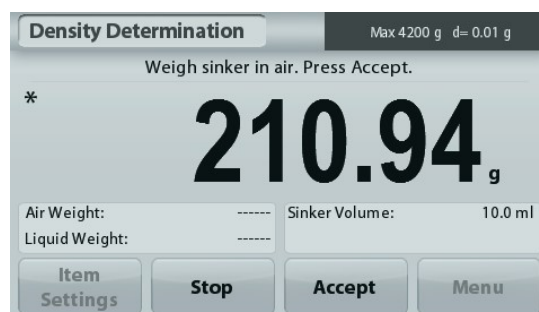 Density Determination Max 4200 g d= 0.01 g
Weigh sinker in air. Press Accept.
*
210.94 g
Air Weight: ------ Sinker Volume: 10.0 ml
Liquid Weight: ------
Item Settings Stop Accept Menu